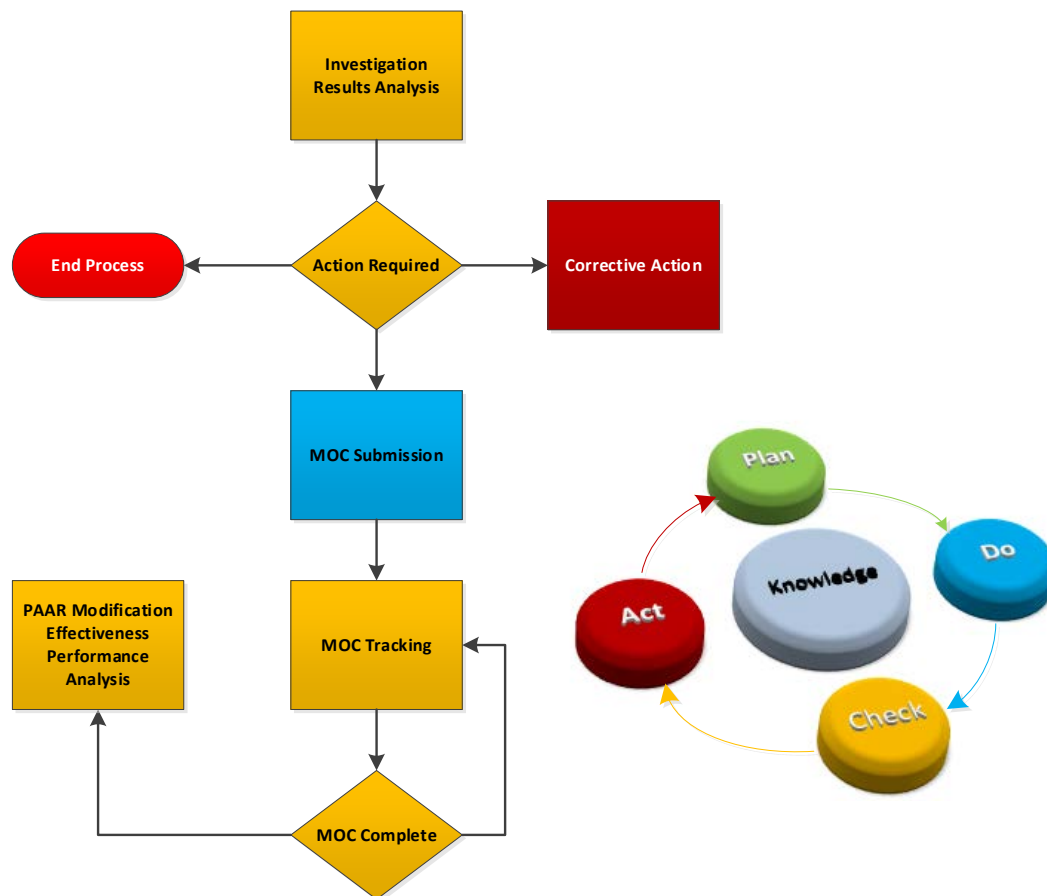 Investigation
Results Analysis
End Process
Action Required
Corrective Action
MOC Submission
Plan
Do
Knowledge
Act
Check
PAAR Modification
Effectiveness
Performance
Analysis
MOC Tracking
MOC Complete